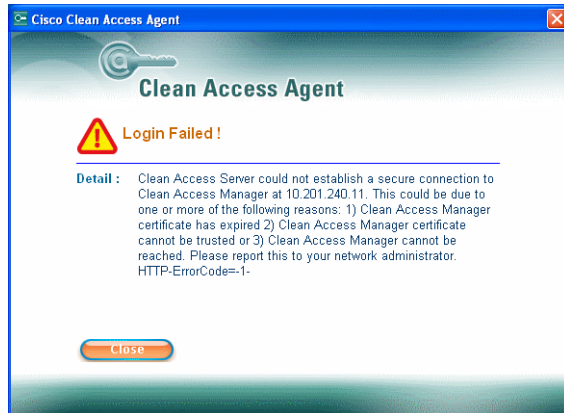 Cisco Clean Access Agent
Clean Access Agent
Login Failed !
Detail : Clean Access Server could not establish a secure connection to
Clean Access Manager at 10.201.240.11. This could be due to
one or more of the following reasons: 1) Clean Access Manager
certificate has expired 2) Clean Access Manager certificate
cannot be trusted or 3) Clean Access Manager cannot be
reached. Please report this to your network administrator.
HTTP-ErrorCode=-1-
Close